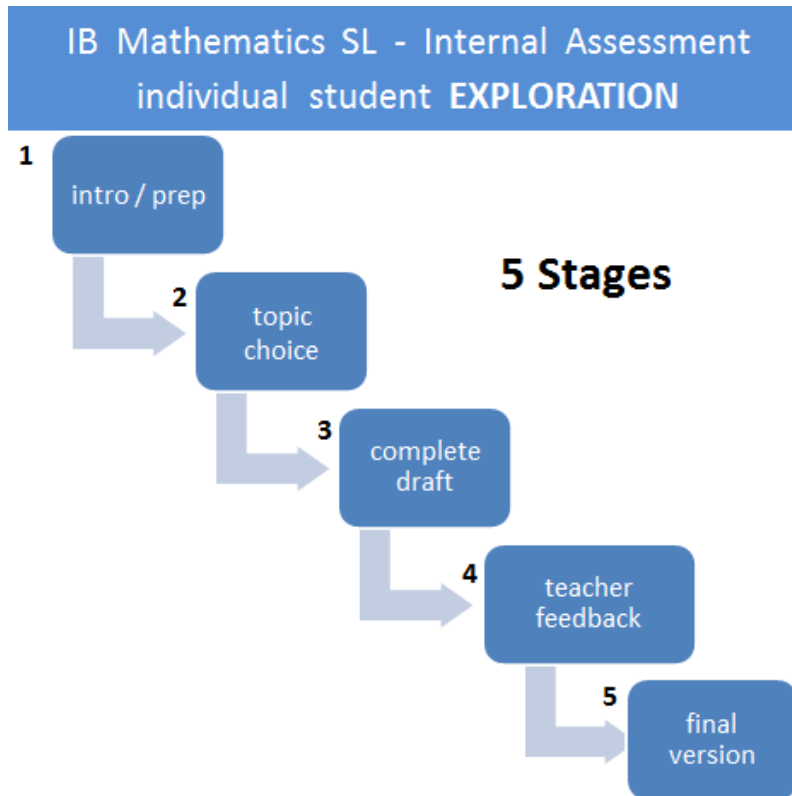 IB Mathematics SL - Internal Assessment
individual student EXPLORATION
1
intro / prep
5 Stages
2
topic
choice
3
complete
draft
4
teacher
feedback
5
final
version